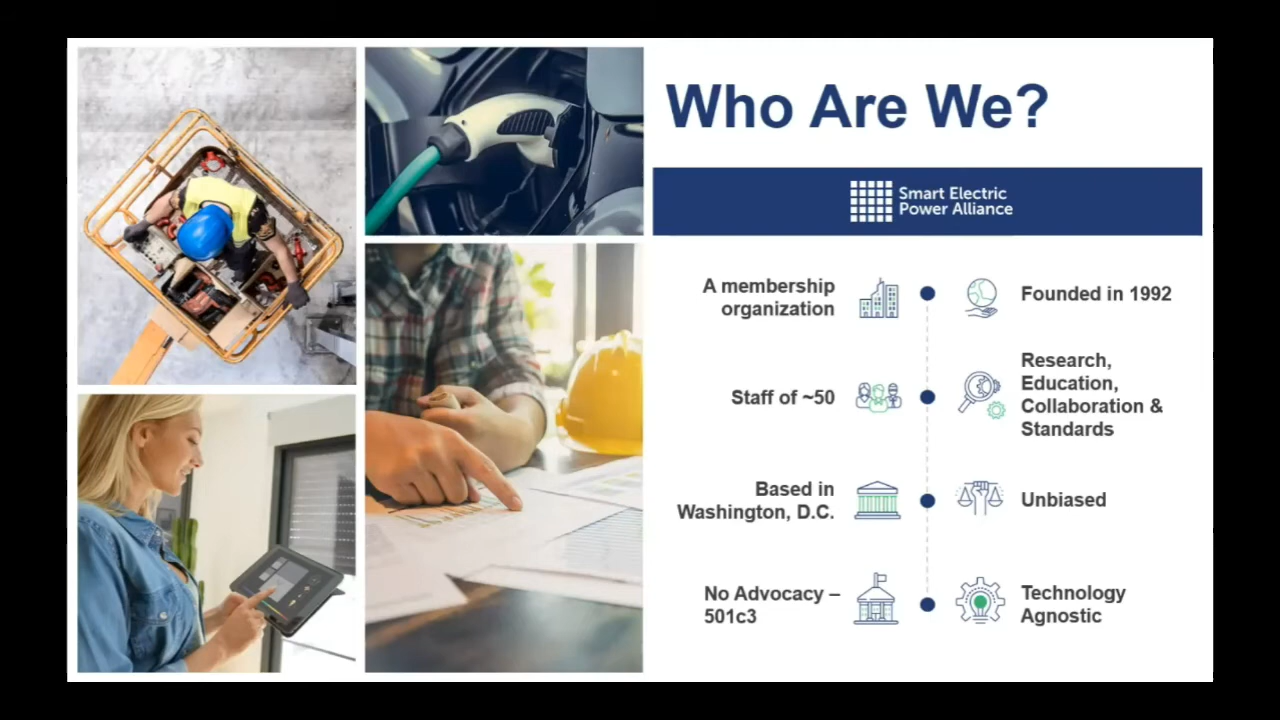 Who Are We?
Smart Electric
Power Alliance
A membership
organization
Founded in 1992
Staff of ~50
Research,
Education,
Collaboration &
Standards
Based in
Washington, D.C.
Unbiased
No Advocacy –
501c3
Technology
Agnostic